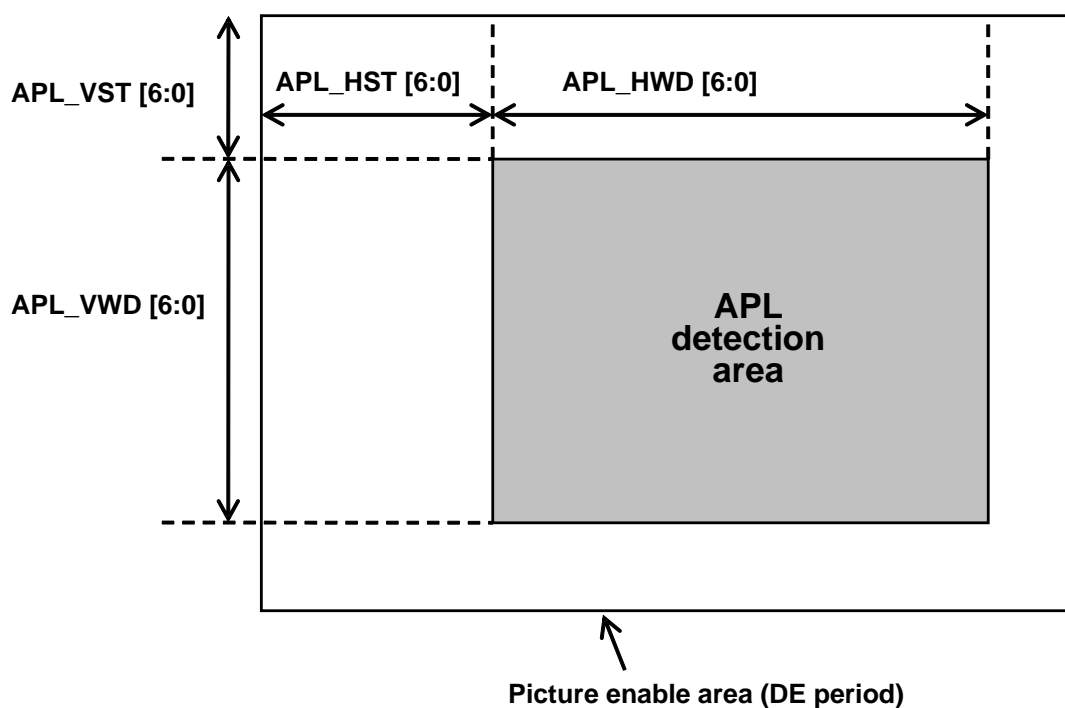 APL_VST [6:0]
APL_HST [6:0]
APL_HWD [6:0]
APL_VWD [6:0]
APL
detection
area
Picture enable area (DE period)